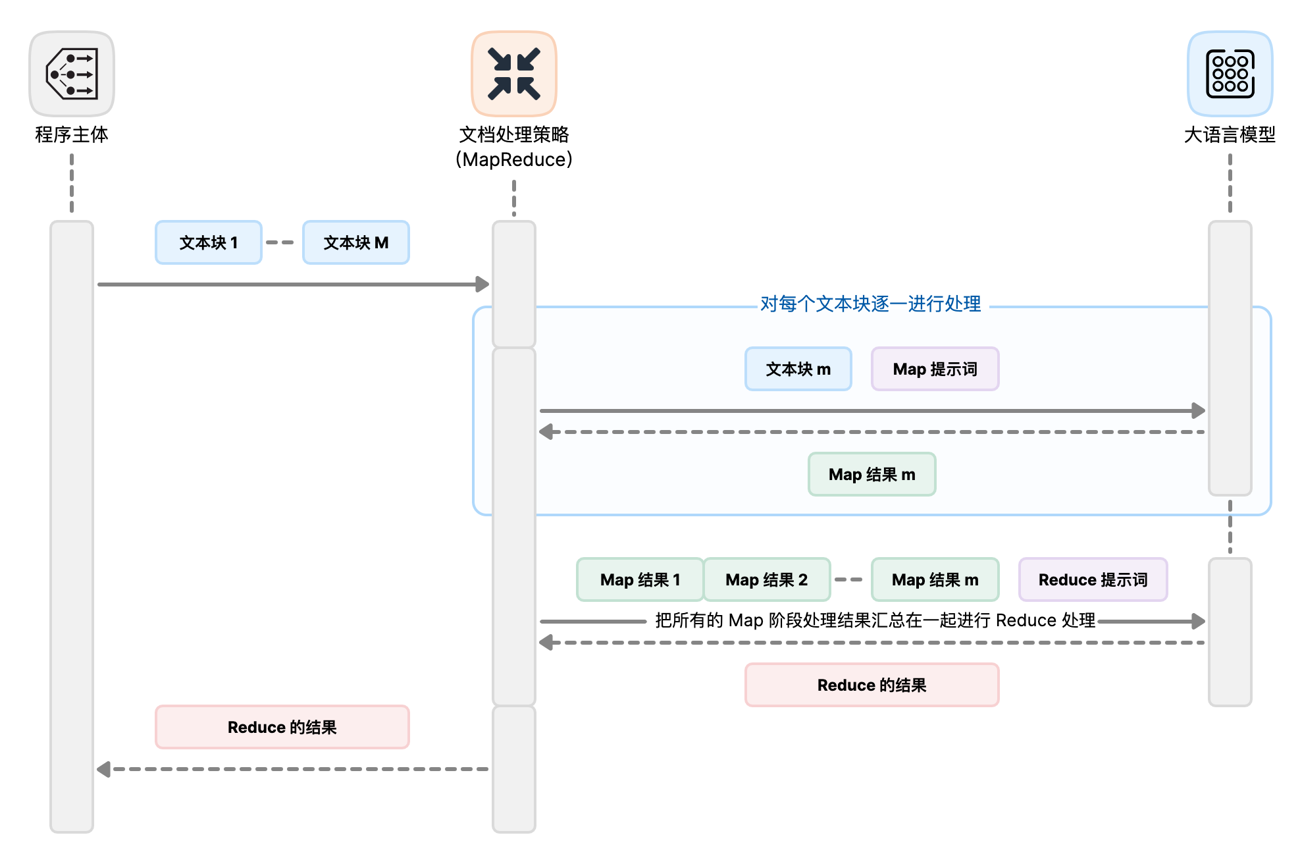 程序主体
文档处理策略
（MapReduce）
大语言模型
文本块 1
文本块 M
对每个文本块逐一进行处理
文本块 m
Map 提示词
Map 结果 m
Map 结果 1
Map 结果 2
Map 结果 m
Reduce 提示词
把所有的 Map 阶段处理结果汇总在一起进行 Reduce 处理
Reduce 的结果
Reduce 的结果